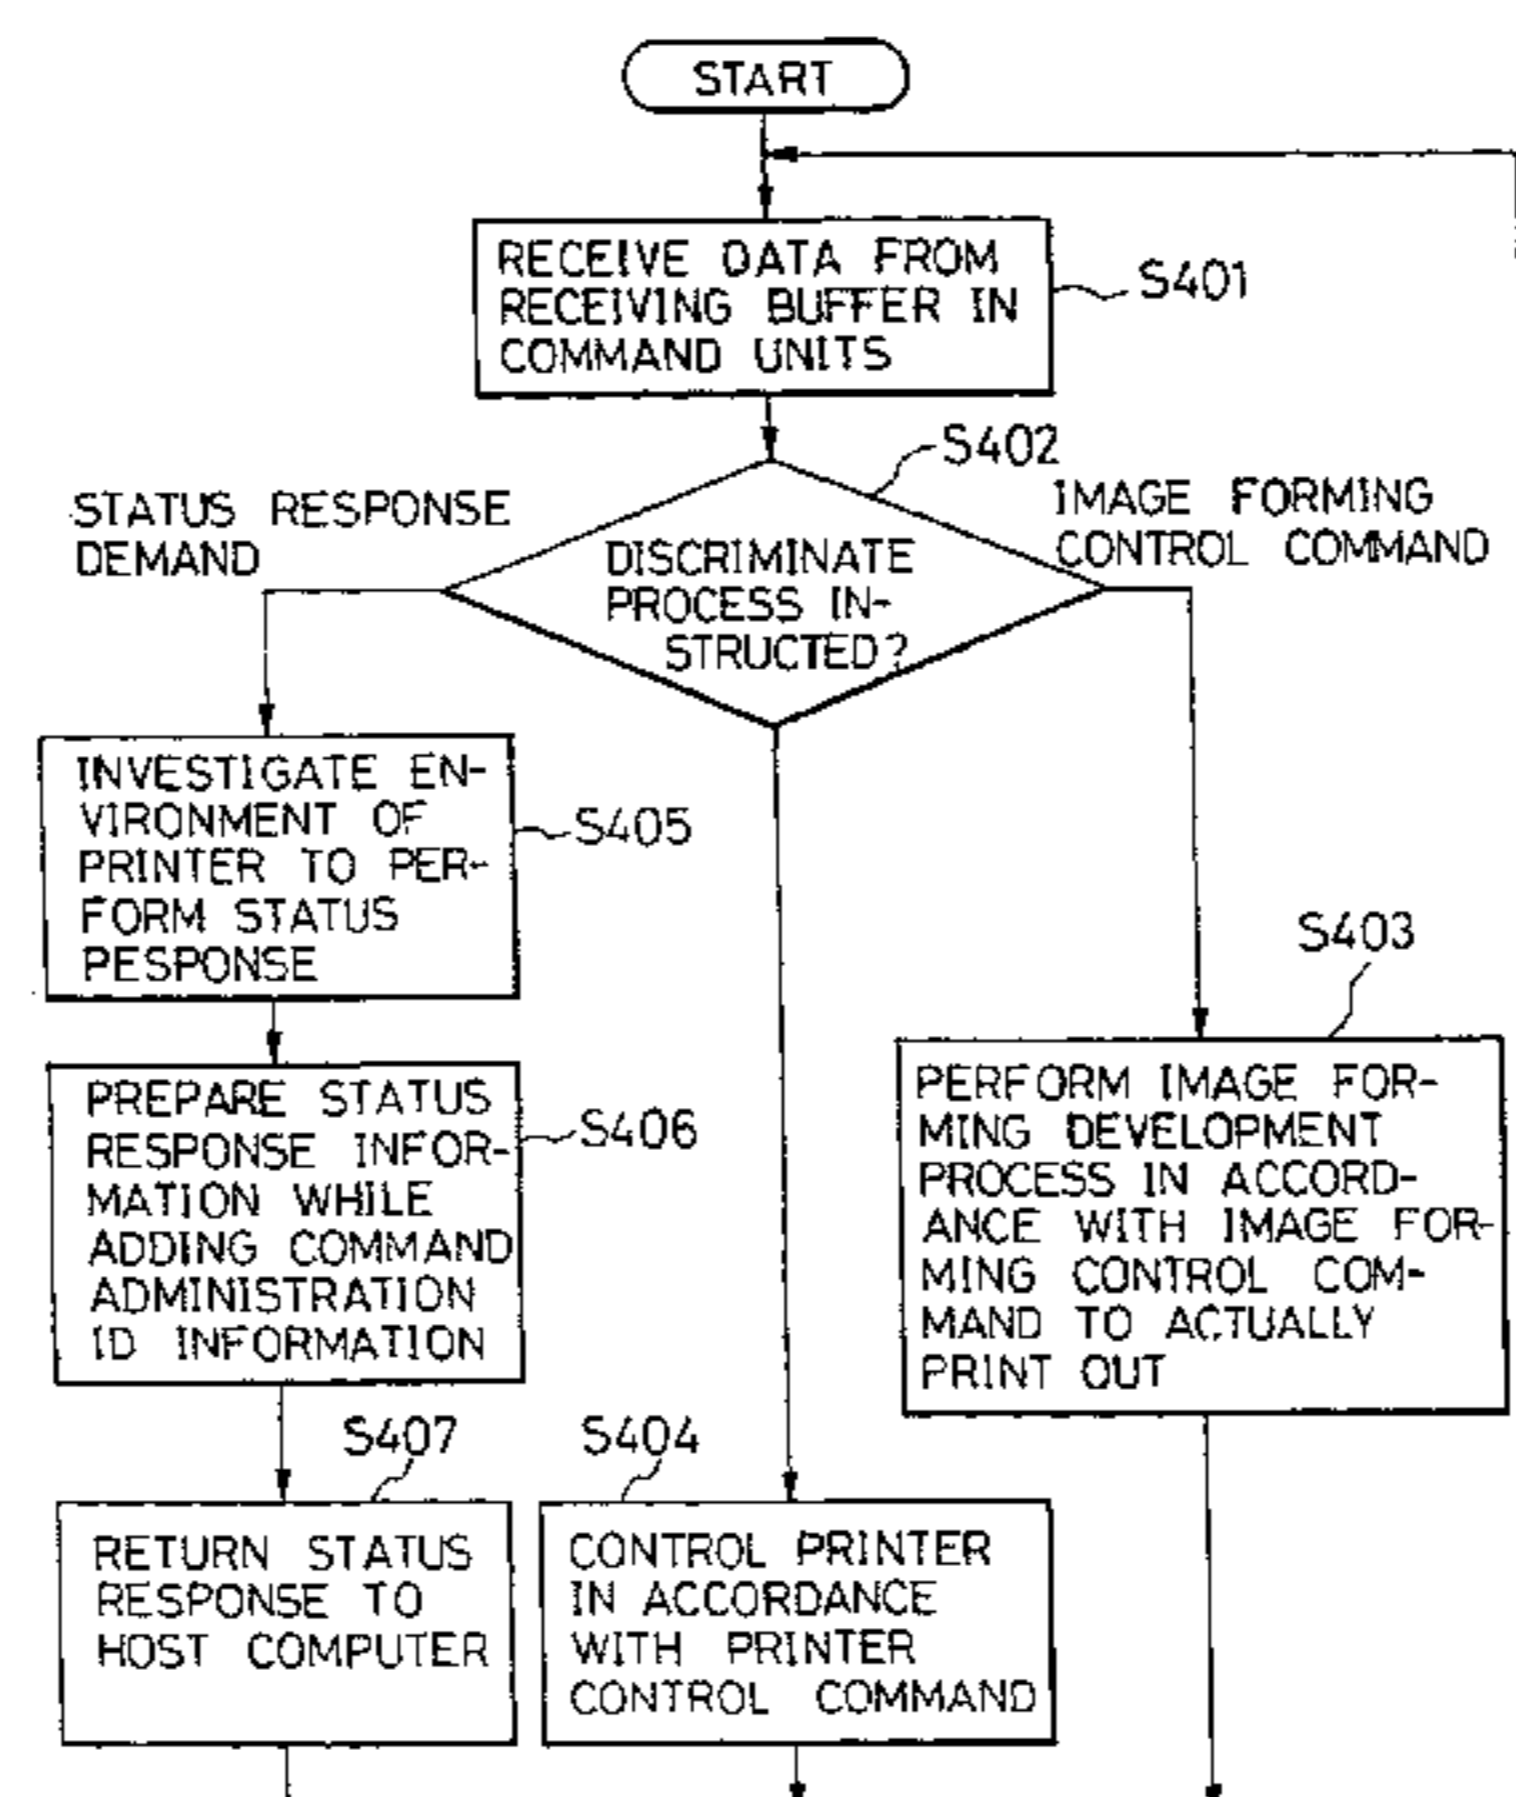 START
RECEIVE DATA FROM
RECEIVING BUFFER IN
COMMAND UNITS
S401
S402
STATUS RESPONSE
DEMAND
IMAGE FORMING
CONTROL COMMAND
DISCRIMINATE
PROCESS IN-
STRUCTED?
INVESTIGATE EN-
VIRONMENT OF
PRINTER TO PER-
FORM STATUS
PESPONSE
S405
S403
PREPARE STATUS
RESPONSE INFOR-
MATION WHILE
ADDING COMMAND
ADMINISTRATION
ID INFORMATION
S406
PERFORM IMAGE FOR-
MING DEVELOPMENT
PROCESS IN ACCORD-
ANCE WITH IMAGE FOR-
MING CONTROL COM-
MAND TO ACTUALLY
PRINT OUT
S407
RETURN STATUS
RESPONSE TO
HOST COMPUTER
S404
CONTROL PRINTER
IN ACCORDANCE
WITH PRINTER
CONTROL COMMAND